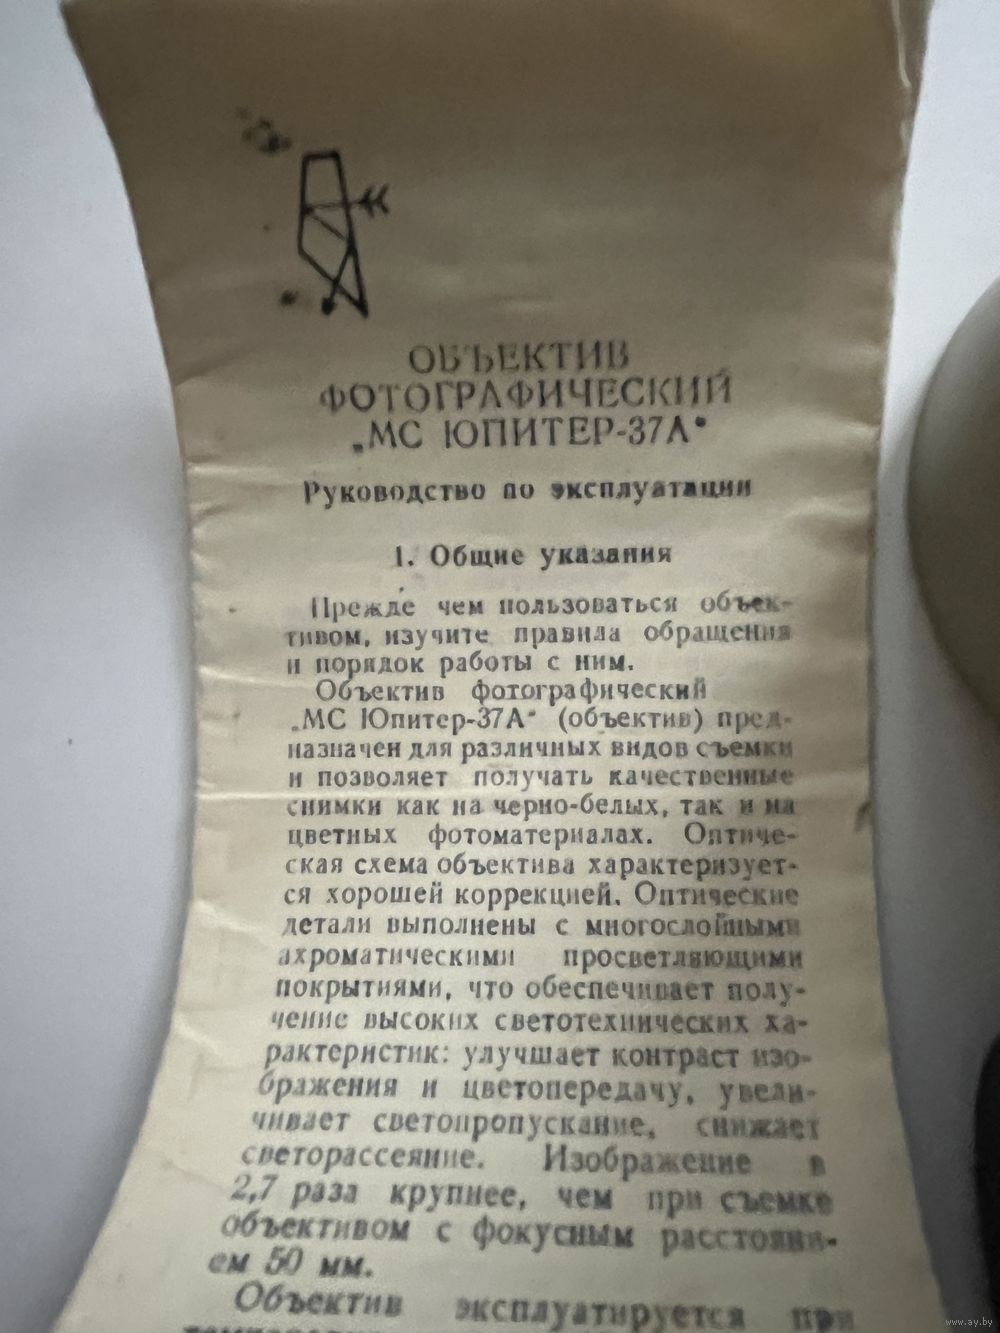 ОБЪЕКТИВ
ФОТОГРАФИЧЕСКИЙ
„МС ЮПИТЕР-37А"
Руководство по эксплуатации
1. Общие указания
Прежде чем пользоваться объек-
тивом, изучите правила обращения
и порядок работы с ним.
Объектив фотографический
„МС Юпитер-37А" (объектив) пред-
назначен для различных видов съемки
и позволяет получать качественные
снимки как на черно-белых, так и на
цветных фотоматериалах. Оптиче-
ская схема объектива характеризует-
ся хорошей коррекцией. Оптические
детали выполнены с многослойными
ахроматическими просветляющими
покрытиями, что обеспечивает полу-
чение высоких светотехнических ха-
рактеристик: улучшает контраст изо-
бражения и цветопередачу, увели-
чивает светопропускание, снижает
светорассеяние. Изображение в
2,7 раза крупнее, чем при съемке
объективом с фокусным расстояни-
ем 50 мм.
Объектив эксплуатируется при
www.ay.by